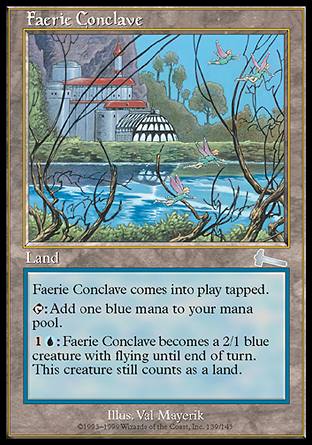 Faerie Conclave
Land
Faerie Conclave comes into play tapped.
: Add one blue mana to your mana
pool.
1 : Faerie Conclave becomes a 2/1 blue
creature with flying until end of turn.
This creature still counts as a land.
Illus. Val Mayerik
©1993–1999 Wizards of the Coast, Inc. 139/143